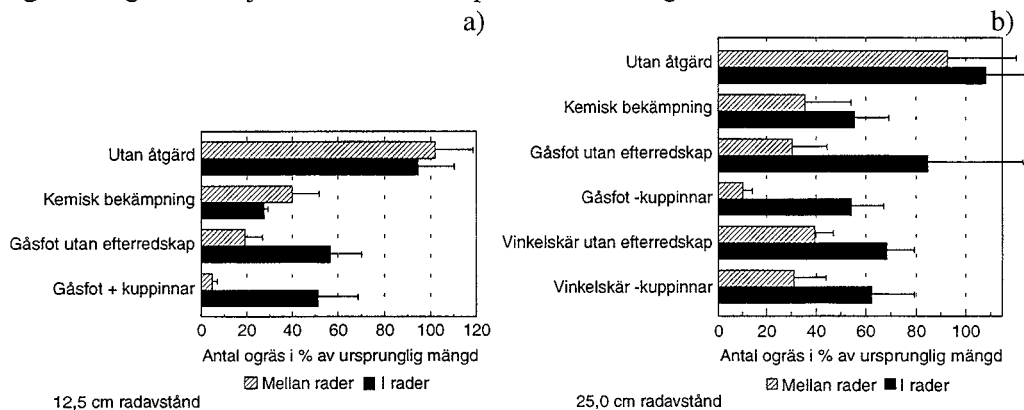 a)
Utan åtgärd
Kemisk bekämpning
Gåsfot utan efterredskap
Gåsfot + kuppinnar
0 20 40 60 80 100 120
Antal ogräs i % av ursprunglig mängd
Mellan rader I rader
12,5 cm radavstånd
b)
Utan åtgärd
Kemisk bekämpning
Gåsfot utan efterredskap
Gåsfot -kuppinnar
Vinkelskär utan efterredskap
Vinkelskär -kuppinnar
0 20 40 60 80 100
Antal ogräs i % av ursprunglig mängd
Mellan rader I rader
25,0 cm radavstånd